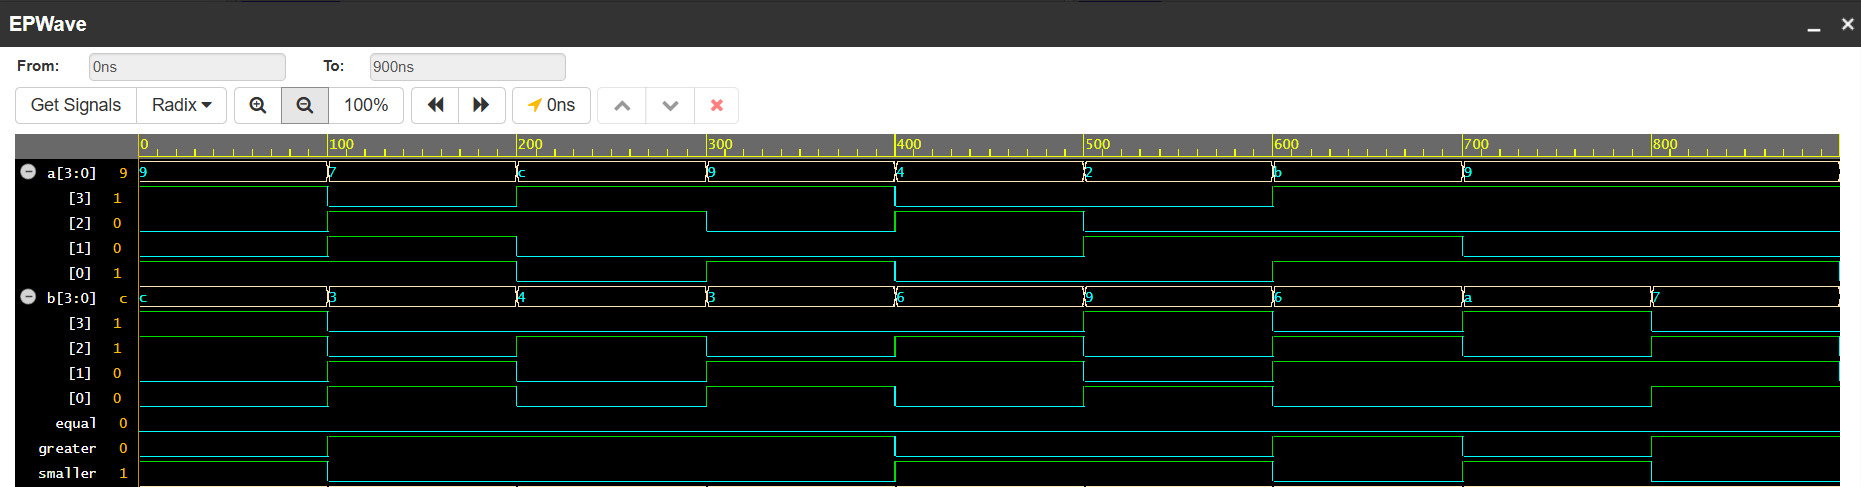 EPWave
From: 0ns To: 900ns
Get Signals Radix 100% 0ns
0 100 200 300 400 500 600 700 800
a[3:0] 9 9 7 c 9 4 2 b 9
[3] 1
[2] 0
[1] 0
[0] 1
b[3:0] c c 3 4 3 6 9 6 a 7
[3] 1
[2] 1
[1] 0
[0] 0
equal 0
greater 0
smaller 1